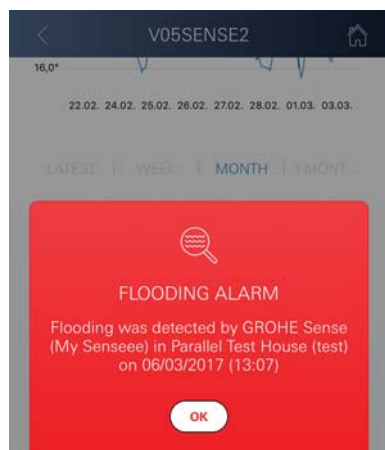 V05SENSE2
16,0°
22.02. 24.02. 25.02. 26.02. 27.02. 28.02. 01.03. 03.03.
LATEST | WEEK | MONTH | 3 MONT...
FLOODING ALARM
Flooding was detected by GROHE Sense
(My Senseee) in Parallel Test House (test)
on 06/03/2017 (13:07)
OK